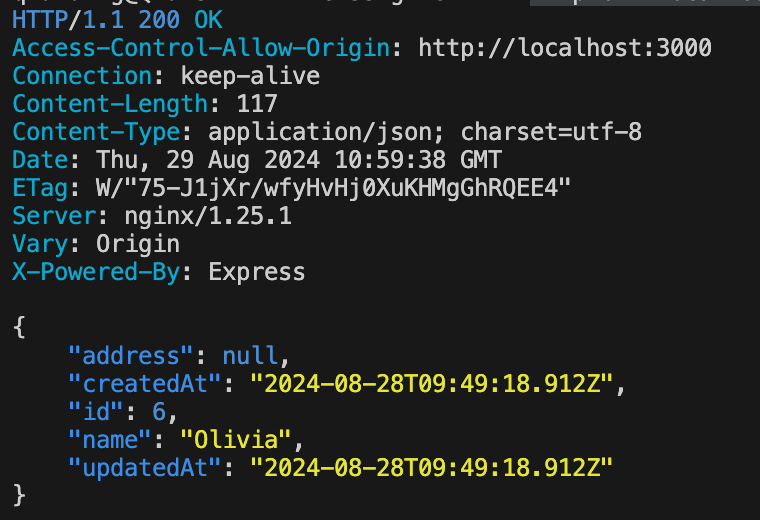 HTTP/1.1 200 OK
Access-Control-Allow-Origin: http://localhost:3000
Connection: keep-alive
Content-Length: 117
Content-Type: application/json; charset=utf-8
Date: Thu, 29 Aug 2024 10:59:38 GMT
ETag: W/"75-J1jXr/wfyHvHj0XuKHMgGhRQEE4"
Server: nginx/1.25.1
Vary: Origin
X-Powered-By: Express
{
"address": null,
"createdAt": "2024-08-28T09:49:18.912Z",
"id": 6,
"name": "Olivia",
"updatedAt": "2024-08-28T09:49:18.912Z"
}